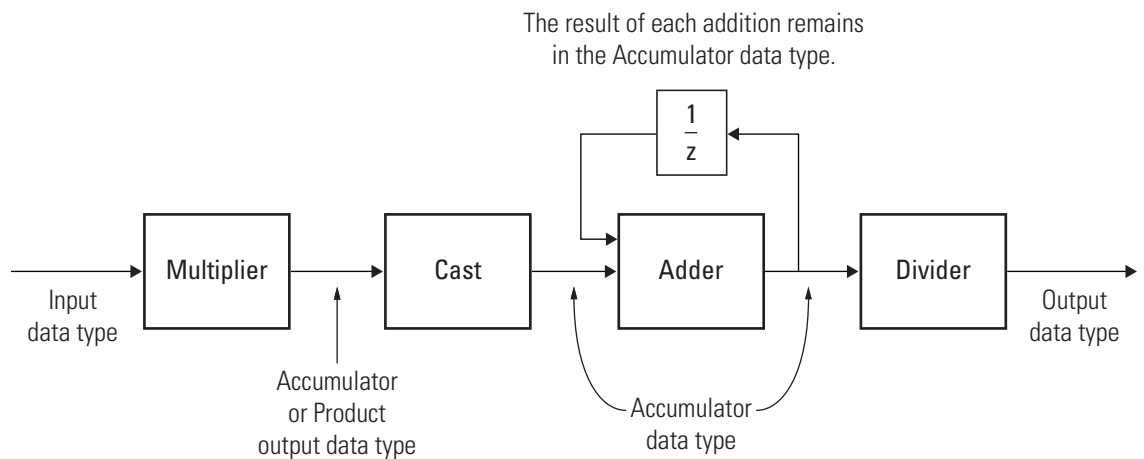 The result of each addition remains
in the Accumulator data type.
1
z
Multiplier
Cast
Adder
Divider
Input
data type
Output
data type
Accumulator
or Product
output data type
Accumulator
data type